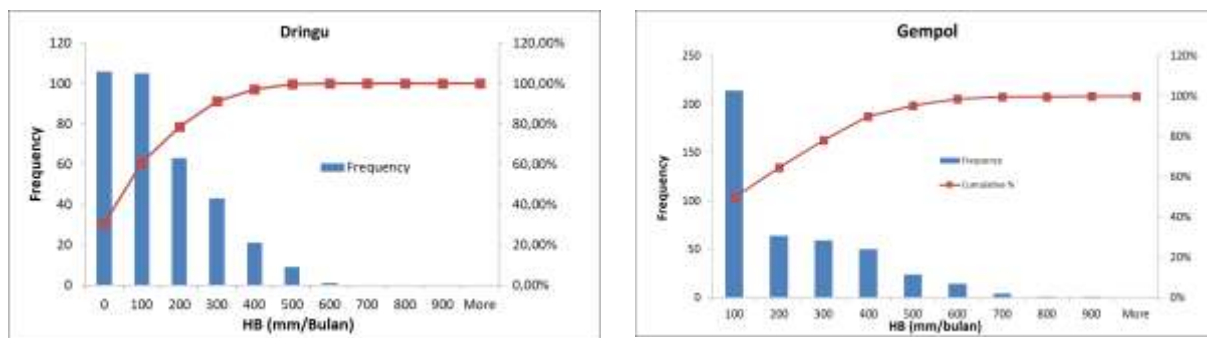 Dringu
120
100
80
60
40
20
0
Frequency
120,00%
100,00%
80,00%
60,00%
40,00%
20,00%
0,00%
Frequency
0 100 200 300 400 500 600 700 800 900 More
HB (mm/Bulan)
Gempol
250
200
150
100
50
0
Frequency
120%
100%
80%
60%
40%
20%
0%
Frequency
Cumulative %
100 200 300 400 500 600 700 800 900 More
HB (mm/bulan)